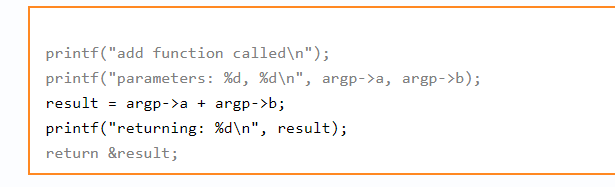 printf("add function called\n");
printf("parameters: %d, %d\n", argp->a, argp->b);
result = argp->a + argp->b;
printf("returning: %d\n", result);
return &result;